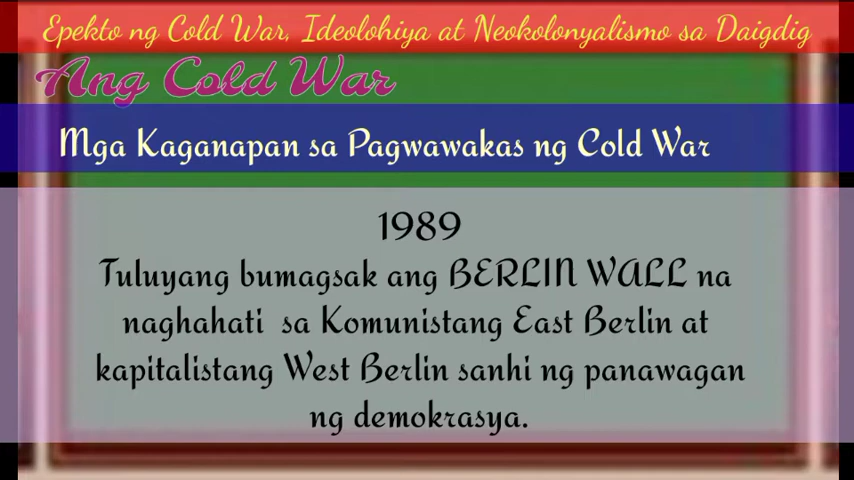 Epekto ng Cold War, Ideolohiya at Neokolonyalismo sa Daigdig
Ang Cold War
Mga Kaganapan sa Pagwawakas ng Cold War
1989
Tuluyang bumagsak ang BERLIN WALL na
naghahati sa Komunistang East Berlin at
kapitalistang West Berlin sanhi ng panawagan
ng demokrasya.